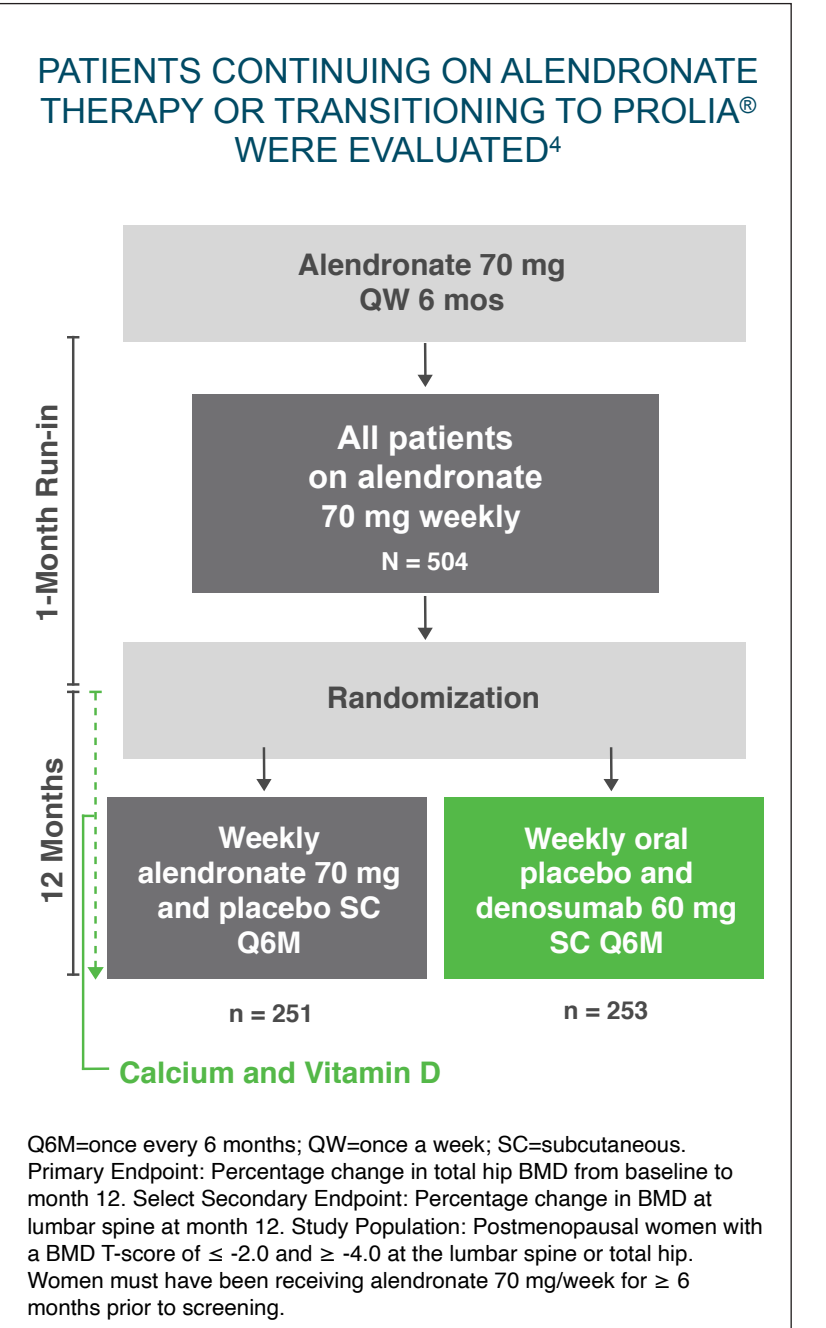 PATIENTS CONTINUING ON ALENDRONATE
THERAPY OR TRANSITIONING TO PROLIA®
WERE EVALUATED4
Alendronate 70 mg
QW 6 mos
1-Month Run-in
All patients
on alendronate
70 mg weekly
N = 504
Randomization
12 Months
Weekly
alendronate 70 mg
and placebo SC
Q6M
Weekly oral
placebo and
denosumab 60 mg
SC Q6M
n = 251
n = 253
Calcium and Vitamin D
Q6M=once every 6 months; QW=once a week; SC=subcutaneous.
Primary Endpoint: Percentage change in total hip BMD from baseline to
month 12. Select Secondary Endpoint: Percentage change in BMD at
lumbar spine at month 12. Study Population: Postmenopausal women with
a BMD T-score of ≤ -2.0 and ≥ -4.0 at the lumbar spine or total hip.
Women must have been receiving alendronate 70 mg/week for ≥ 6
months prior to screening.